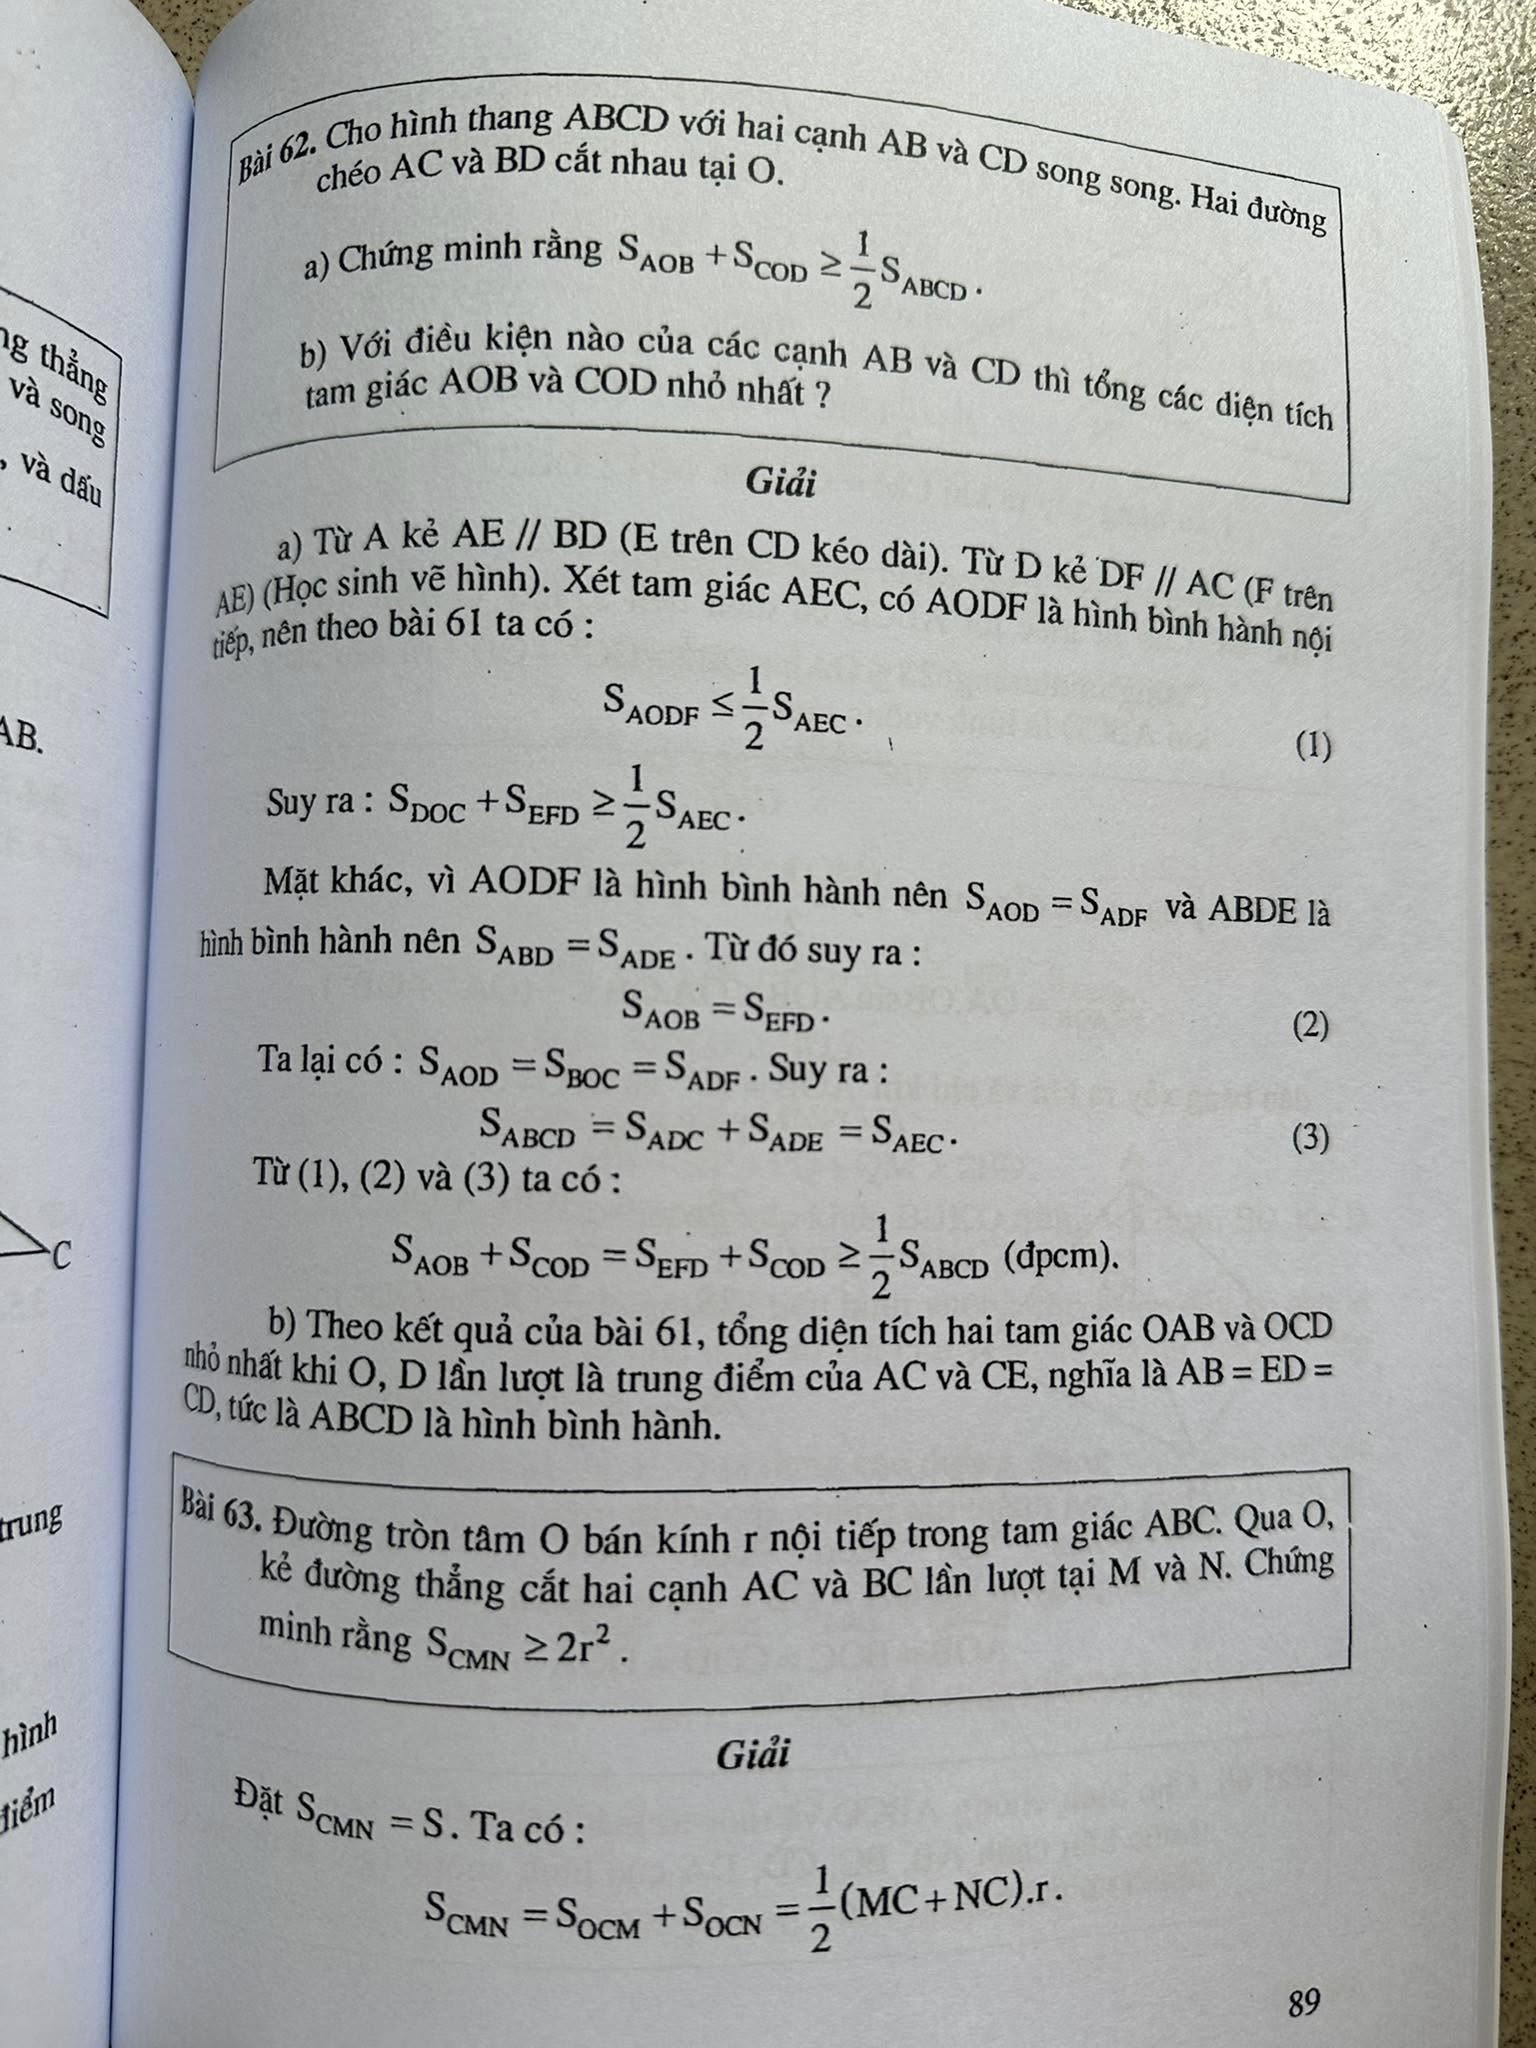 ng thẳng
và song
, và dấu
AB.
C
trung
hình
điểm
Bài 62. Cho hình thang ABCD với hai cạnh AB và CD song song. Hai đường
chéo AC và BD cắt nhau tại O.
a) Chứng minh rằng S_AOB + S_COD ≥ 1/2 S_ABCD .
b) Với điều kiện nào của các cạnh AB và CD thì tổng các diện tích
tam giác AOB và COD nhỏ nhất ?
Giải
a) Từ A kẻ AE // BD (E trên CD kéo dài). Từ D kẻ DF // AC (F trên
AE) (Học sinh vẽ hình). Xét tam giác AEC, có AODF là hình bình hành nội
tiếp, nên theo bài 61 ta có :
S_AODF ≤ 1/2 S_AEC . (1)
Suy ra : S_DOC + S_EFD ≥ 1/2 S_AEC .
Mặt khác, vì AODF là hình bình hành nên S_AOD = S_ADF và ABDE là
hình bình hành nên S_ABD = S_ADE . Từ đó suy ra :
S_AOB = S_EFD . (2)
Ta lại có : S_AOD = S_BOC = S_ADF . Suy ra :
S_ABCD = S_ADC + S_ADE = S_AEC . (3)
Từ (1), (2) và (3) ta có :
S_AOB + S_COD = S_EFD + S_COD ≥ 1/2 S_ABCD (đpcm).
b) Theo kết quả của bài 61, tổng diện tích hai tam giác OAB và OCD
nhỏ nhất khi O, D lần lượt là trung điểm của AC và CE, nghĩa là AB = ED =
CD, tức là ABCD là hình bình hành.
Bài 63. Đường tròn tâm O bán kính r nội tiếp trong tam giác ABC. Qua O,
kẻ đường thẳng cắt hai cạnh AC và BC lần lượt tại M và N. Chứng
minh rằng S_CMN ≥ 2r² .
Giải
Đặt S_CMN = S . Ta có :
S_CMN = S_OCM + S_OCN = 1/2 (MC + NC).r .
89